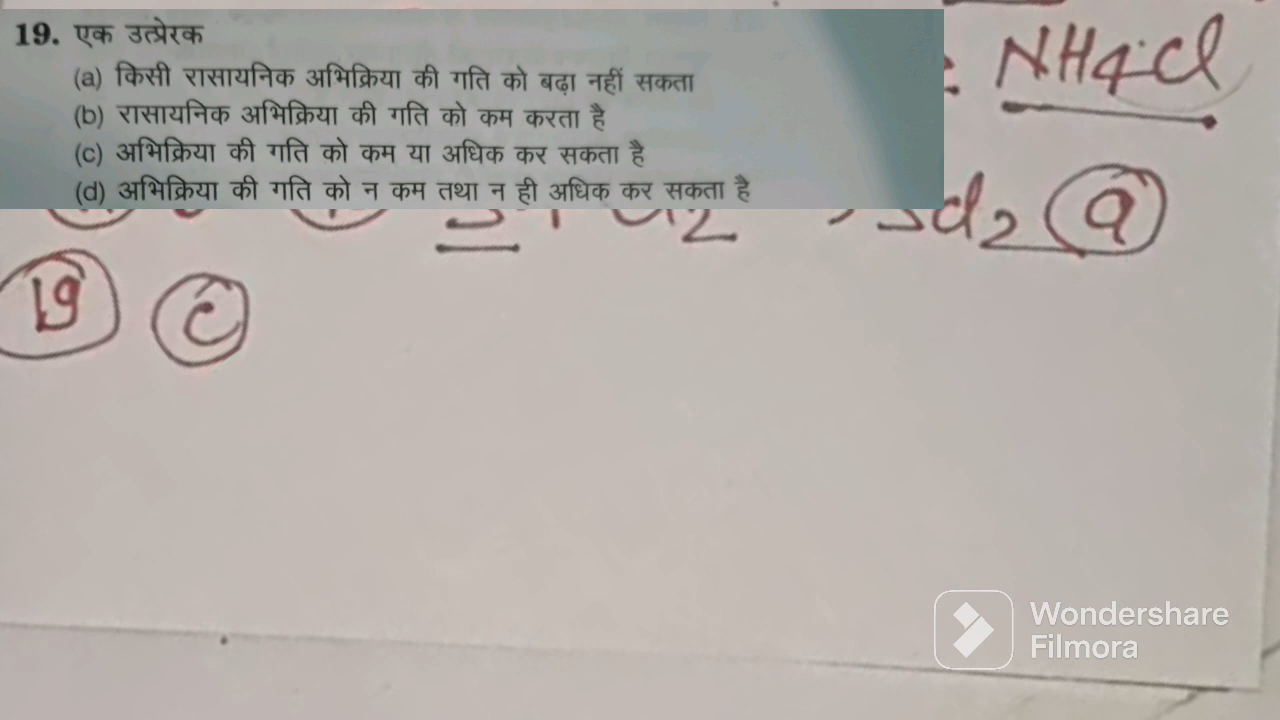 19. एक उत्प्रेरक
(a) किसी रासायनिक अभिक्रिया की गति को बढ़ा नहीं सकता
(b) रासायनिक अभिक्रिया की गति को कम करता है
(c) अभिक्रिया की गति को कम या अधिक कर सकता है
(d) अभिक्रिया की गति को न कम तथा न ही अधिक कर सकता है
NH4Cl
a
19 c
Wondershare
Filmora